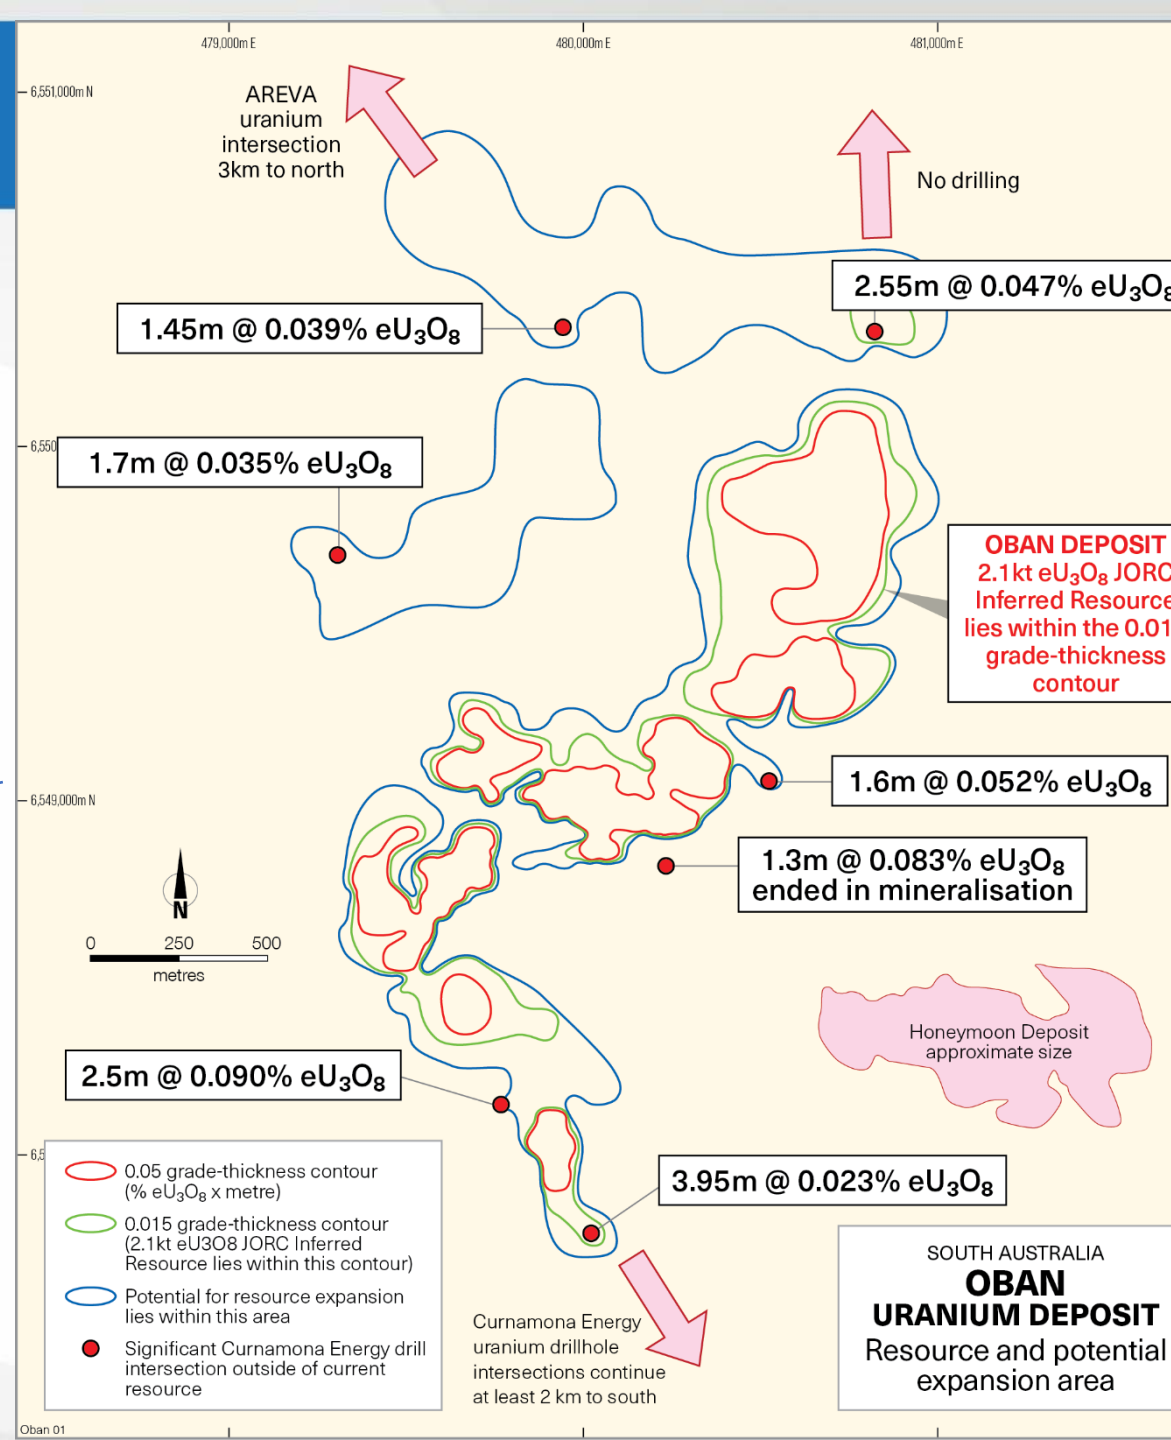 479,000m E
480,000m E
481,000m E
6,551,000m N
AREVA
uranium
intersection
3km to north
No drilling
2.55m @ 0.047% eU₃O₈
1.45m @ 0.039% eU₃O₈
6,550
1.7m @ 0.035% eU₃O₈
OBAN DEPOSIT
2.1kt eU₃O₈ JORC
Inferred Resource
lies within the 0.01
grade-thickness
contour
1.6m @ 0.052% eU₃O₈
6,549,000m N
1.3m @ 0.083% eU₃O₈
ended in mineralisation
N
0 250 500
metres
Honeymoon Deposit
approximate size
2.5m @ 0.090% eU₃O₈
6,5
3.95m @ 0.023% eU₃O₈
0.05 grade-thickness contour
(% eU₃O₈ x metre)
0.015 grade-thickness contour
(2.1kt eU3O8 JORC Inferred
Resource lies within this contour)
Potential for resource expansion
lies within this area
Significant Curnamona Energy drill
intersection outside of current
resource
Curnamona Energy
uranium drillhole
intersections continue
at least 2 km to south
SOUTH AUSTRALIA
OBAN
URANIUM DEPOSIT
Resource and potential
expansion area
Oban 01